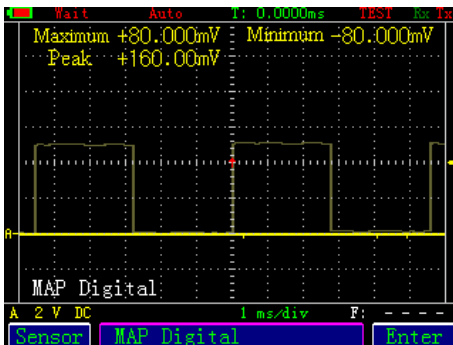 Wait Auto T: 0.0000ms TEST Rx Tx
Maximum +80.000mV Minimum -80.000mV
Peak +160.00mV
A
MAP Digital
A 2 V DC 1 ms/div F: - - - -
Sensor MAP Digital Enter